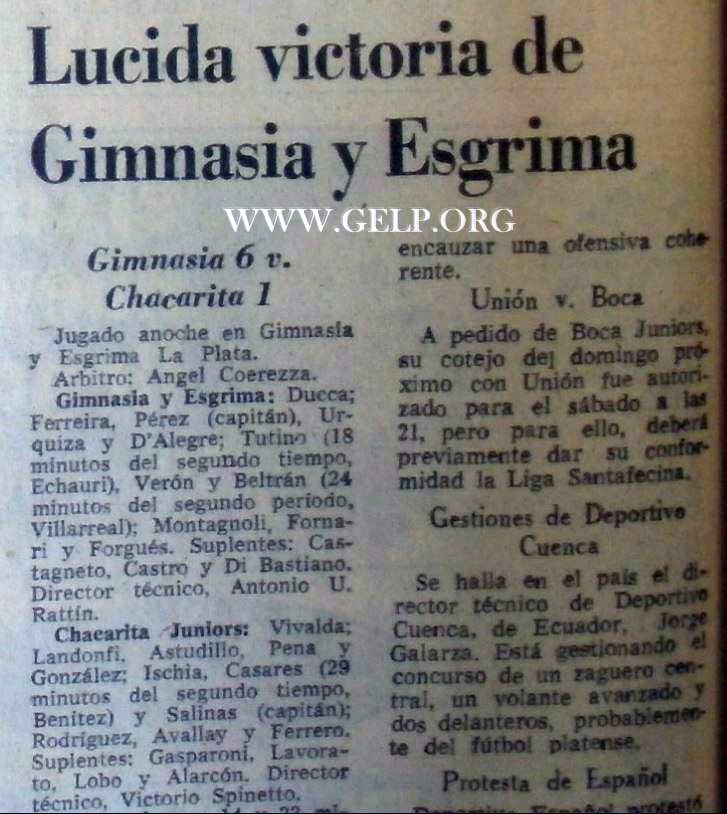 Lucida victoria de
Gimnasia y Esgrima
WWW.GELP.ORG
Gimnasia 6 v.
Chacarita 1
Jugado anoche en Gimnasia
y Esgrima La Plata.
Arbitro: Angel Coerezza.
Gimnasia y Esgrima: Ducca;
Ferreira, Pérez (capitán), Ur-
quiza y D'Alegre; Tutino (18
minutos del segundo tiempo,
Echauri), Verón y Beltrán (24
minutos del segundo período,
Villarreal); Montagnoli, Forna-
ri y Forgués. Suplentes: Cas-
tagneto, Castro y Di Bastiano.
Director técnico, Antonio U.
Rattín.
Chacarita Juniors: Vivalda;
Landonfi, Astudillo, Pena y
González; Ischia, Casares (29
minutos del segundo tiempo,
Benítez) y Salinas (capitán);
Rodríguez, Avallay y Ferrero.
Suplentes: Gasparoni, Lavora-
to, Lobo y Alarcón. Director
técnico, Victorio Spinetto.
encauzar una ofensiva cohe-
rente.
Unión v. Boca
A pedido de Boca Juniors,
su cotejo del domingo pró-
ximo con Unión fue autori-
zado para el sábado a las
21, pero para ello, deberá
previamente dar su confor-
midad la Liga Santafecina.
Gestiones de Deportivo
Cuenca
Se halla en el país el di-
rector técnico de Deportivo
Cuenca, de Ecuador, Jorge
Galarza. Está gestionando el
concurso de un zaguero cen-
tral, un volante avanzado y
dos delanteros, probablemen-
te del fútbol platense.
Protesta de Español
Deportivo Español protestó